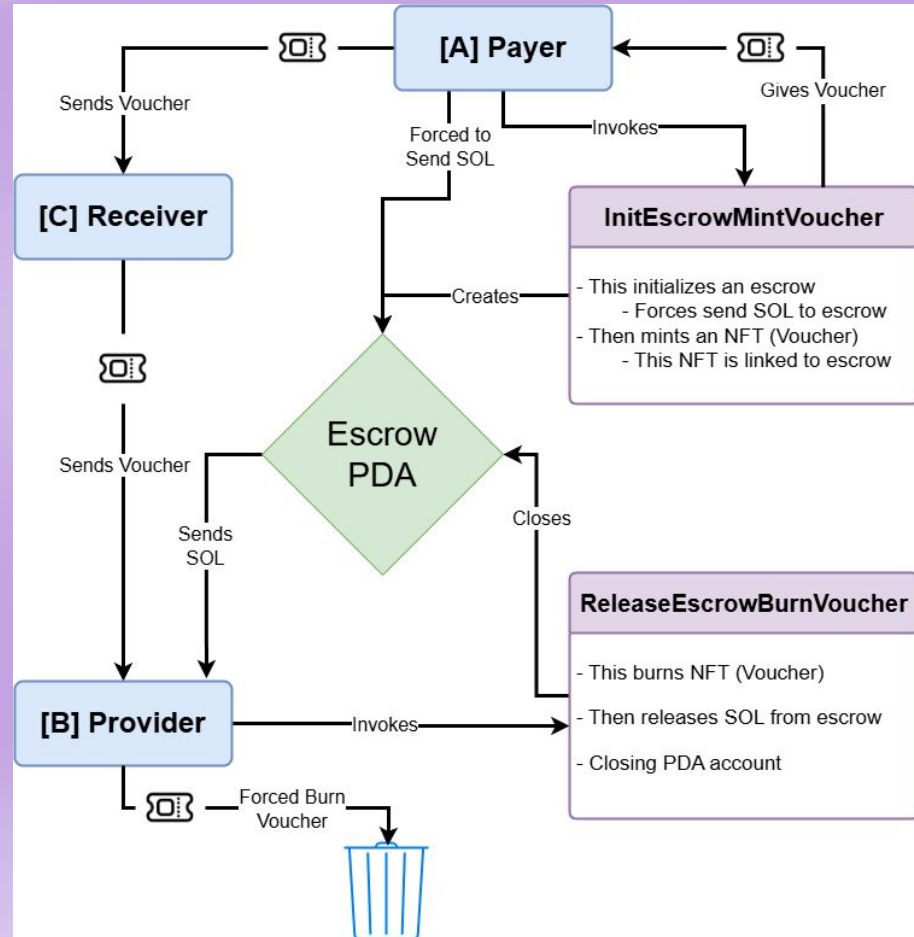 [A] Payer
Sends Voucher
Gives Voucher
Forced to
Send SOL
Invokes
[C] Receiver
InitEscrowMintVoucher
- This initializes an escrow
- Forces send SOL to escrow
- Then mints an NFT (Voucher)
- This NFT is linked to escrow
Creates
Escrow
PDA
Sends Voucher
Sends
SOL
Closes
ReleaseEscrowBurnVoucher
- This burns NFT (Voucher)
- Then releases SOL from escrow
- Closing PDA account
[B] Provider
Invokes
Forced Burn
Voucher